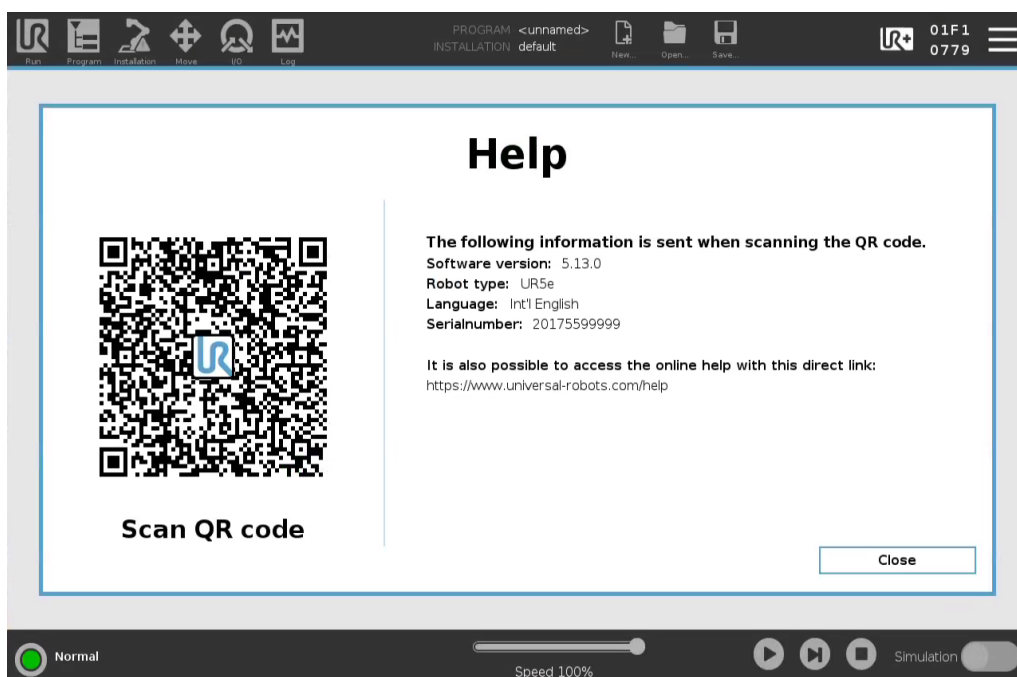 PROGRAM <unnamed>
INSTALLATION default
UR+
01F1
0779
Run
Program
Installation
Move
I/O
Log
New...
Open...
Save...
Help
The following information is sent when scanning the QR code.
Software version: 5.13.0
Robot type: UR5e
Language: Int'l English
Serialnumber: 20175599999
It is also possible to access the online help with this direct link:
https://www.universal-robots.com/help
Scan QR code
Close
Normal
Speed 100%
Simulation